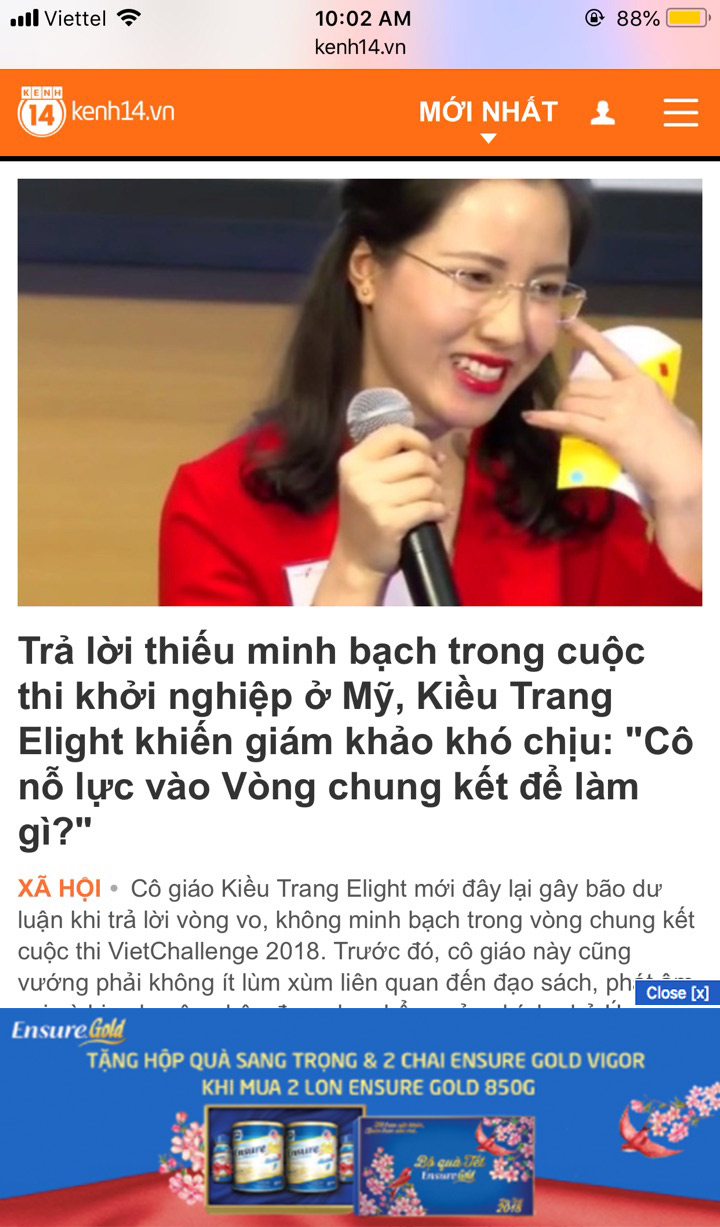 Viettel 10:02 AM 88%
kenh14.vn
KENH
14 kenh14.vn MỚI NHẤT
Trả lời thiếu minh bạch trong cuộc
thi khởi nghiệp ở Mỹ, Kiều Trang
Elight khiến giám khảo khó chịu: "Cô
nỗ lực vào Vòng chung kết để làm
gì?"
XÃ HỘI • Cô giáo Kiều Trang Elight mới đây lại gây bão dư
luận khi trả lời vòng vo, không minh bạch trong vòng chung kết
cuộc thi VietChallenge 2018. Trước đó, cô giáo này cũng
vướng phải không ít lùm xùm liên quan đến đạo sách,
Close [x]
Ensure Gold
TẶNG HỘP QUÀ SANG TRỌNG & 2 CHAI ENSURE GOLD VIGOR
KHI MUA 2 LON ENSURE GOLD 850G
Ensure Gold
Bộ quà Tết
Ensure Gold
2018